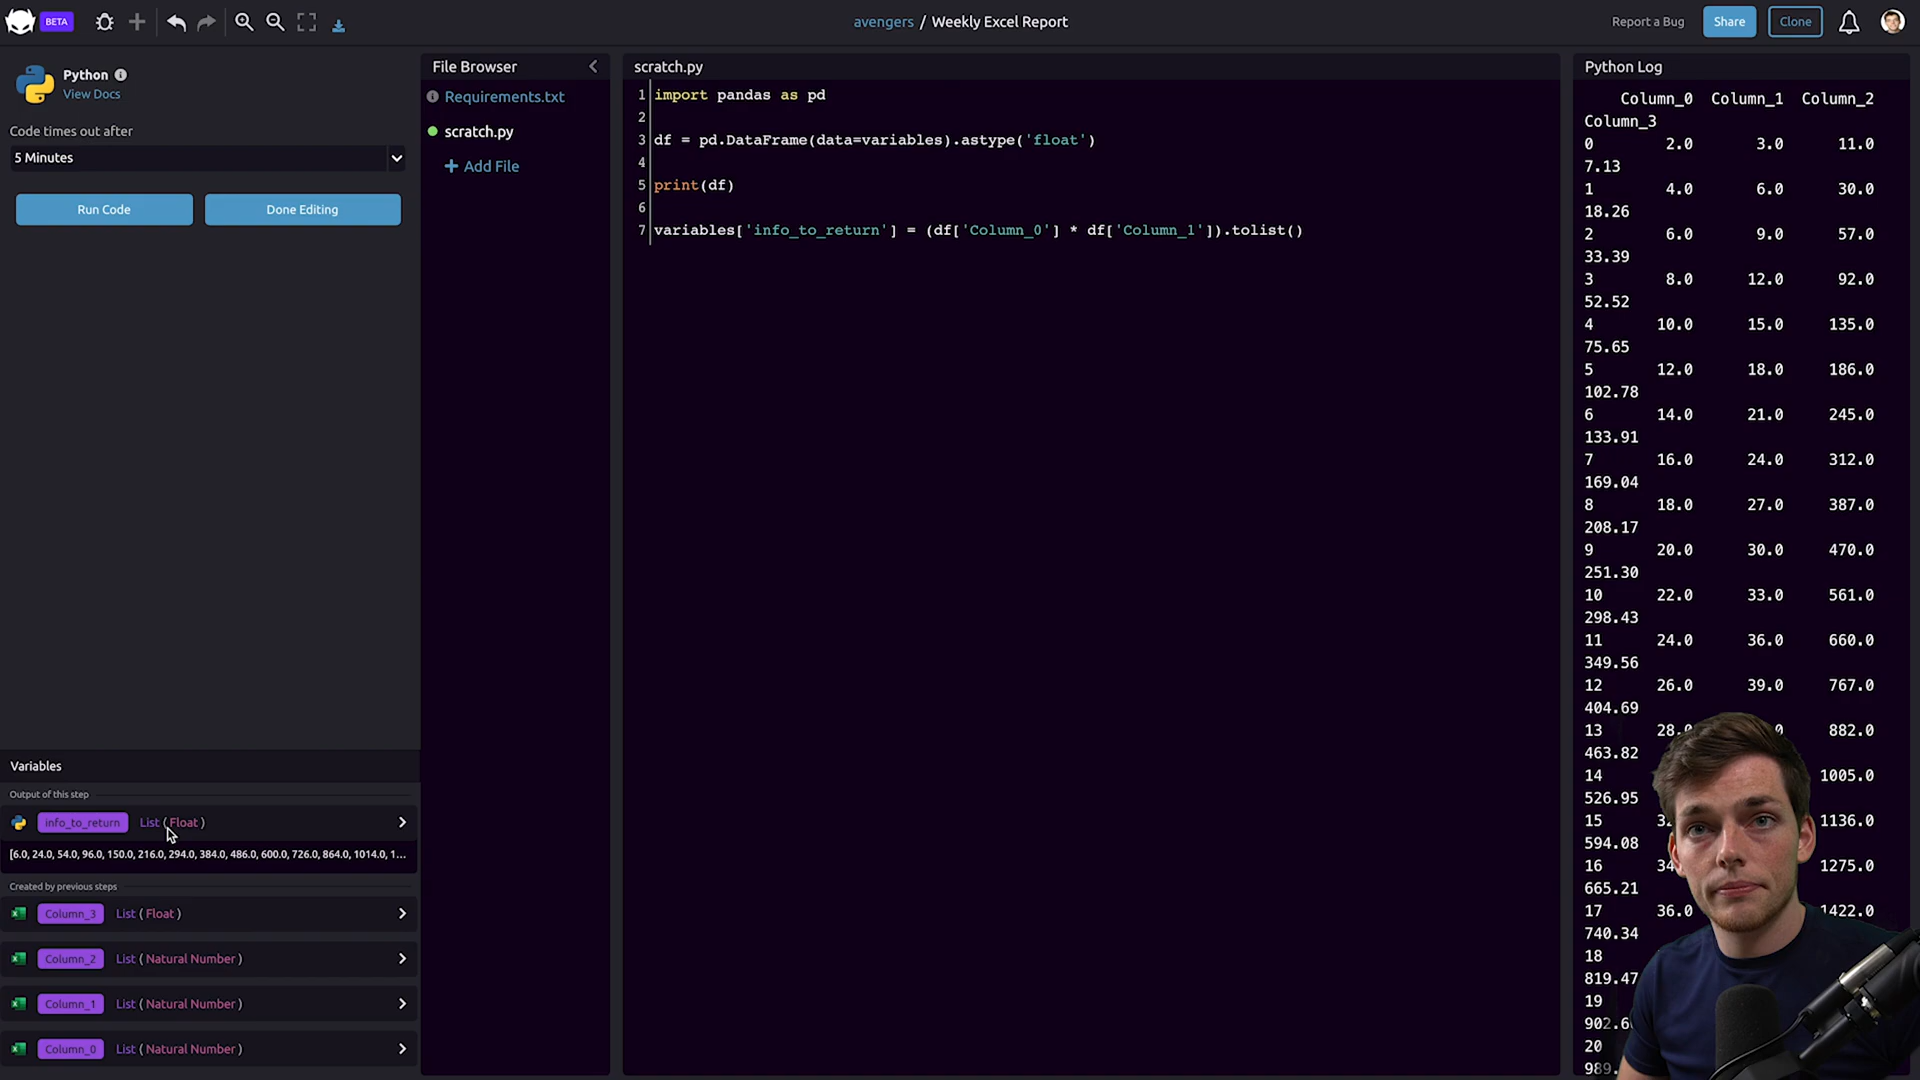 BETA
avengers / Weekly Excel Report
Report a Bug
Share
Clone
Python
View Docs
Code times out after
5 Minutes
Run Code
Done Editing
File Browser
Requirements.txt
scratch.py
Add File
scratch.py
1 import pandas as pd
2
3 df = pd.DataFrame(data=variables).astype('float')
4
5 print(df)
6
7 variables['info_to_return'] = (df['Column_0'] * df['Column_1']).tolist()
Python Log
Column_0 Column_1 Column_2
Column_3
0 2.0 3.0 11.0
7.13
1 4.0 6.0 30.0
18.26
2 6.0 9.0 57.0
33.39
3 8.0 12.0 92.0
52.52
4 10.0 15.0 135.0
75.65
5 12.0 18.0 186.0
102.78
6 14.0 21.0 245.0
133.91
7 16.0 24.0 312.0
169.04
8 18.0 27.0 387.0
208.17
9 20.0 30.0 470.0
251.30
10 22.0 33.0 561.0
298.43
11 24.0 36.0 660.0
349.56
12 26.0 39.0 767.0
404.69
13 28. 882.0
463.82
14 1005.0
526.95
15 1136.0
594.08
16 34 1275.0
665.21
17 36.0 1422.0
740.34
18
819.47
19
902.6
20
989.
Variables
Output of this step
info_to_return List ( Float )
[6.0, 24.0, 54.0, 96.0, 150.0, 216.0, 294.0, 384.0, 486.0, 600.0, 726.0, 864.0, 1014.0, 1...
Created by previous steps
Column_3 List ( Float )
Column_2 List ( Natural Number )
Column_1 List ( Natural Number )
Column_0 List ( Natural Number )